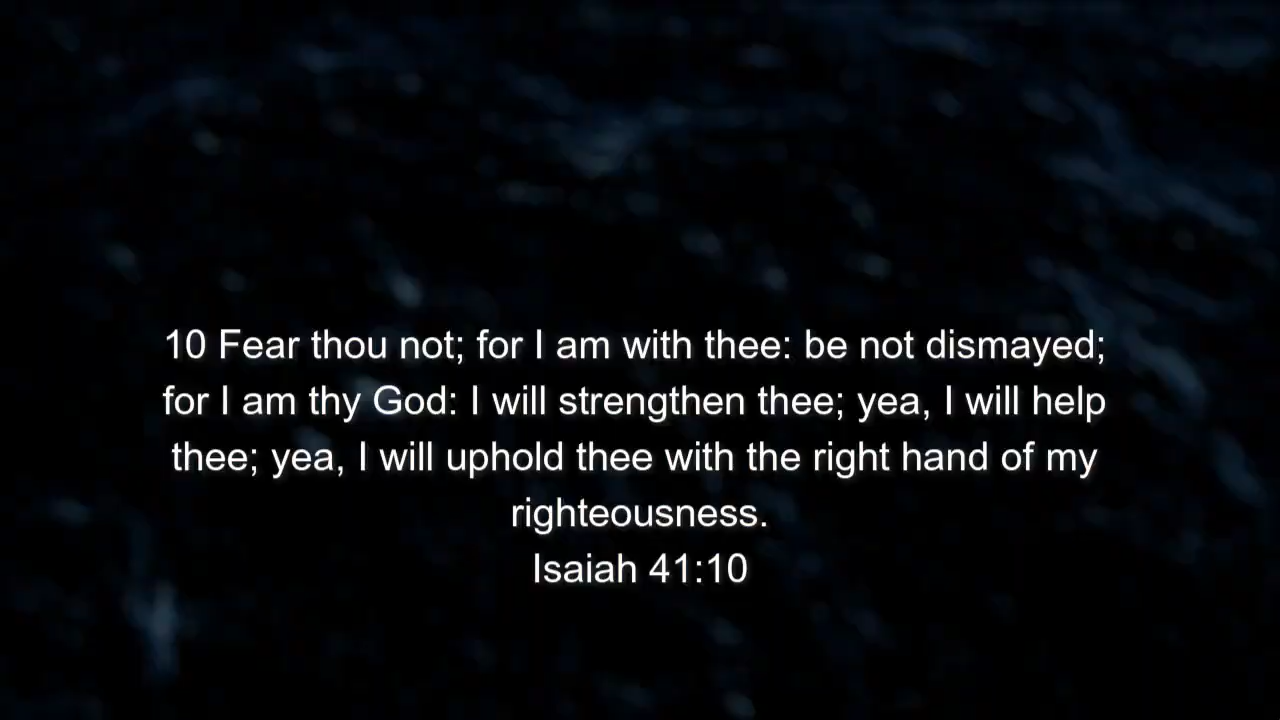 10 Fear thou not; for I am with thee: be not dismayed;
for I am thy God: I will strengthen thee; yea, I will help
thee; yea, I will uphold thee with the right hand of my
righteousness.
Isaiah 41:10